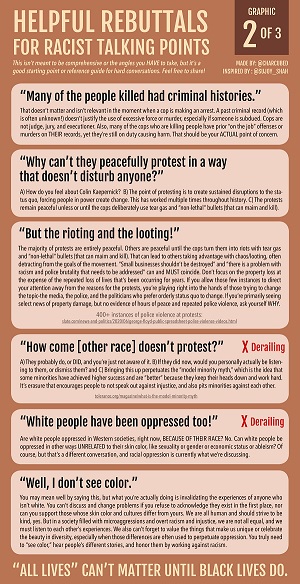 HELPFUL REBUTTALS
FOR RACIST TALKING POINTS
This isn't meant to be comprehensive or the angles you HAVE to take, but it's a
good starting point or reference guide for hard conversations. Feel free to share!
GRAPHIC
2 OF 3
MADE BY: @CHARCUBED
INSPIRED BY: @SUJOY_SHAH
"Many of the people killed had criminal histories."
That doesn't matter and isn't relevant in the moment when a cop is making an arrest. A past criminal record (which
is often unknown!) doesn't justify the use of excessive force or murder, especially if someone is subdued. Cops are
not judge, jury, and executioner. Also, many of the cops who are killing people have prior "on the job" offenses or
murders on THEIR records, yet they're still on duty causing harm. That should be your ACTUAL point of concern.
"Why can't they peacefully protest in a way
that doesn't disturb anyone?"
A) How do you feel about Colin Kaepernick? B) The point of protesting is to create sustained disruptions to the sta-
tus quo, forcing people in power create change. This has worked multiple times throughout history. C) The protests
remain peaceful unless or until the cops deliberately use tear gas and "non-lethal" bullets (that can maim and kill).
"But the rioting and the looting!"
The majority of protests are entirely peaceful. Others are peaceful until the cops turn them into riots with tear gas
and "non-lethal" bullets (that can maim and kill). That can lead to others taking advantage with chaos/looting, often
detracting from the goals of the movement. "Small businesses shouldn't be destroyed" and "there is a problem with
racism and police brutality that needs to be addressed" can and MUST coincide. Don't focus on the property loss at
the expense of the repeated loss of lives that's been occurring for years. If you allow these few instances to direct
your attention away from the reasons for the protests, you're playing right into the hands of those trying to change
the topic-the media, the police, and the politicians who prefer orderly status quo to change. If you're primarily seeing
select news of property damage, but no evidence of hours of peace and repeated police violence, ask yourself WHY.
400+ instances of police violence at protests:
"How come [other race] doesn't protest?"
X Derailing
A) They probably do, or DID, and you're just not aware of it. B) If they did now, would you personally actually be listen-
ing to them, or dismiss them? and C) Bringing this up perpetuates the "model minority myth," which is the idea that
some minorities have achieved higher success and are "better" because they keep their heads down and work hard.
It's ensure that encourages people to not speak out against injustice, and also pits minorities against each other.
tolerance.org/magazine/what-is-the-model-minority-myth
"White people have been oppressed too!"
X Derailing
Are white people oppressed in Western societies, right now, BECAUSE OF THEIR RACE? No. Can white people be
oppressed in other ways UNRELATED to their skin color, like sexuality or gender or economic status or ableism? Of
course, but that's a different conversation, and racial oppression is what we're currently discussing.
"Well, I don't see color."
You may mean well by saying this, but what you're actually doing is invalidating the experiences of anyone who
isn't white. You can't discuss and change problems if you refuse to acknowledge they exist in the first place, nor
can you support those whose skin color and cultures differ from yours. We are all human and should strive to be
kind, yes. But in a society filled with microaggressions and overt racism and injustice, we are not all equal, and we
must listen to each other's experiences. We also can't forget to value the things that make us unique or celebrate
the beauty in diversity, especially when those differences are often used to perpetuate oppression. You truly need
to "see color," hear people's different stories, and honor them by working against racism.
"ALL LIVES" CAN'T MATTER UNTIL BLACK LIVES DO.